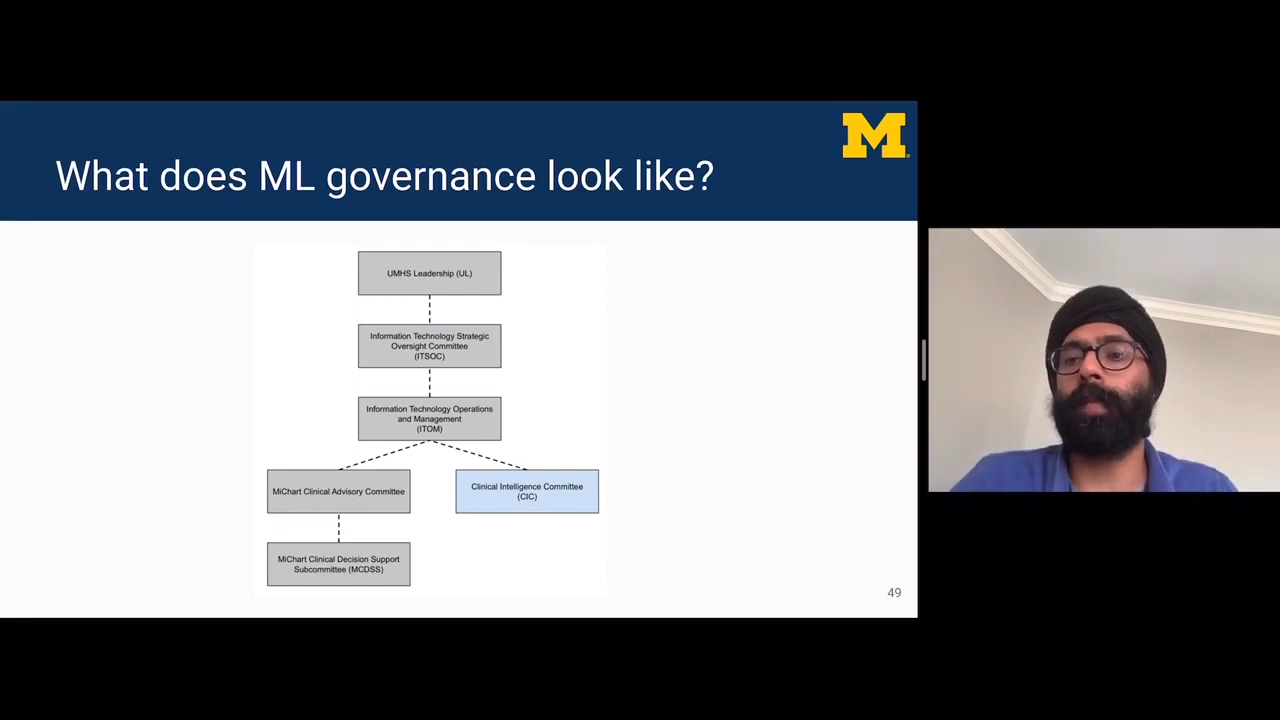 M
What does ML governance look like?
UMHS Leadership (UL)
Information Technology Strategic
Oversight Committee
(ITSOC)
Information Technology Operations
and Management
(ITOM)
MiChart Clinical Advisory Committee
Clinical Intelligence Committee
(CIC)
MiChart Clinical Decision Support
Subcommittee (MCDSS)
49